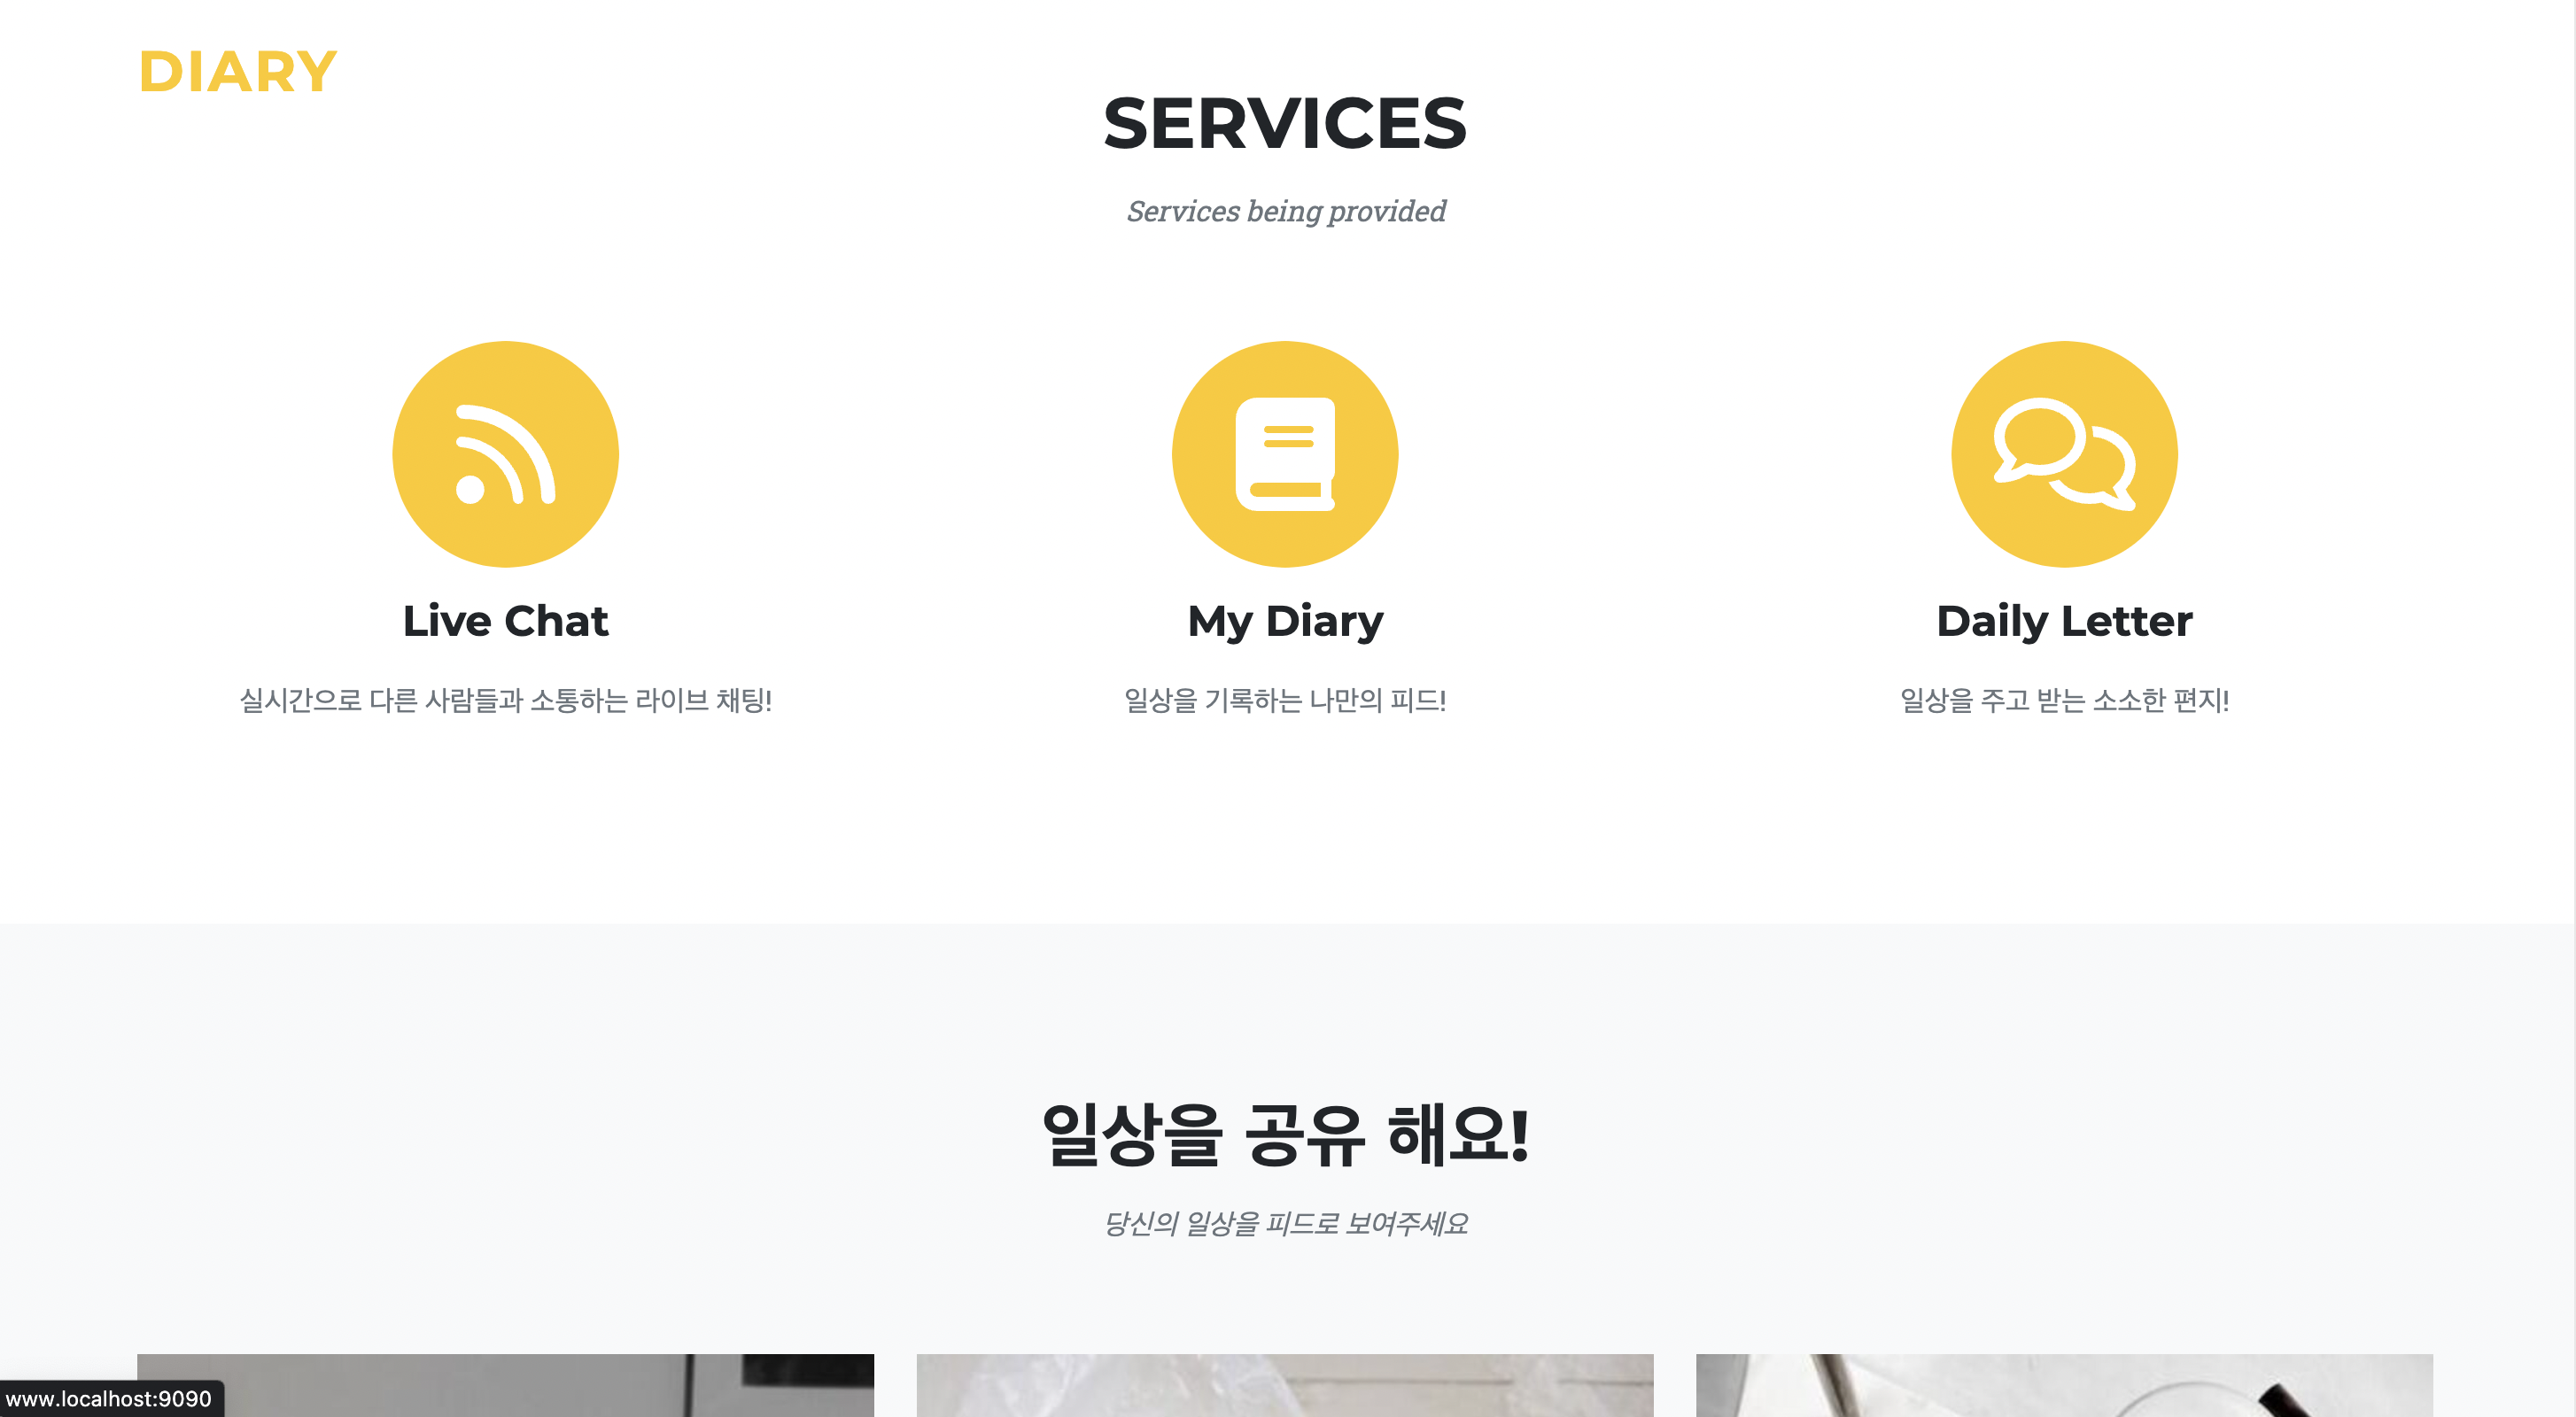 DIARY
SERVICES
Services being provided
Live Chat
실시간으로 다른 사람들과 소통하는 라이브 채팅!
My Diary
일상을 기록하는 나만의 피드!
Daily Letter
일상을 주고 받는 소소한 편지!
일상을 공유 해요!
당신의 일상을 피드로 보여주세요
www.localhost:9090